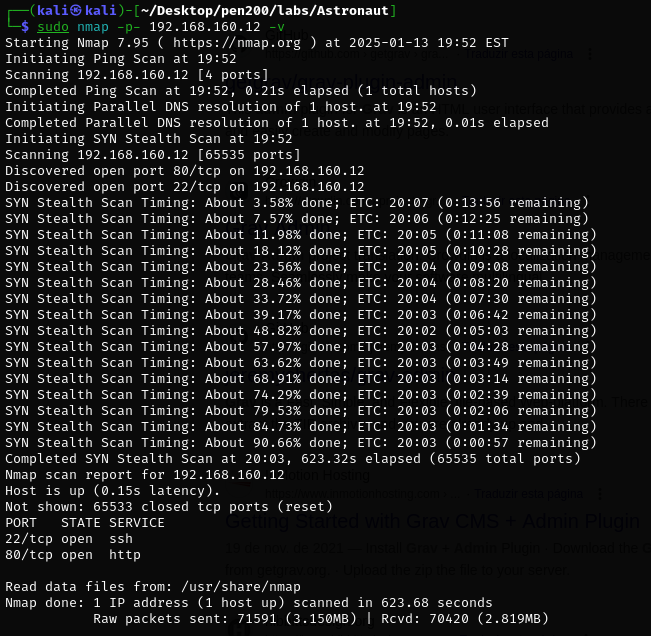 ┌──(kali㉿kali)-[~/Desktop/pen200/labs/Astronaut]
└─$ sudo nmap -p- 192.168.160.12 -v
Starting Nmap 7.95 ( https://nmap.org ) at 2025-01-13 19:52 EST
Initiating Ping Scan at 19:52
Scanning 192.168.160.12 [4 ports]
Completed Ping Scan at 19:52, 0.21s elapsed (1 total hosts)
Initiating Parallel DNS resolution of 1 host. at 19:52
Completed Parallel DNS resolution of 1 host. at 19:52, 0.01s elapsed
Initiating SYN Stealth Scan at 19:52
Scanning 192.168.160.12 [65535 ports]
Discovered open port 80/tcp on 192.168.160.12
Discovered open port 22/tcp on 192.168.160.12
SYN Stealth Scan Timing: About 3.58% done; ETC: 20:07 (0:13:56 remaining)
SYN Stealth Scan Timing: About 7.57% done; ETC: 20:06 (0:12:25 remaining)
SYN Stealth Scan Timing: About 11.98% done; ETC: 20:05 (0:11:08 remaining)
SYN Stealth Scan Timing: About 18.12% done; ETC: 20:05 (0:10:28 remaining)
SYN Stealth Scan Timing: About 23.56% done; ETC: 20:04 (0:09:08 remaining)
SYN Stealth Scan Timing: About 28.46% done; ETC: 20:04 (0:08:20 remaining)
SYN Stealth Scan Timing: About 33.72% done; ETC: 20:04 (0:07:30 remaining)
SYN Stealth Scan Timing: About 39.17% done; ETC: 20:03 (0:06:42 remaining)
SYN Stealth Scan Timing: About 48.82% done; ETC: 20:02 (0:05:03 remaining)
SYN Stealth Scan Timing: About 57.97% done; ETC: 20:03 (0:04:28 remaining)
SYN Stealth Scan Timing: About 63.62% done; ETC: 20:03 (0:03:49 remaining)
SYN Stealth Scan Timing: About 68.91% done; ETC: 20:03 (0:03:14 remaining)
SYN Stealth Scan Timing: About 74.29% done; ETC: 20:03 (0:02:39 remaining)
SYN Stealth Scan Timing: About 79.53% done; ETC: 20:03 (0:02:06 remaining)
SYN Stealth Scan Timing: About 84.73% done; ETC: 20:03 (0:01:34 remaining)
SYN Stealth Scan Timing: About 90.66% done; ETC: 20:03 (0:00:57 remaining)
Completed SYN Stealth Scan at 20:03, 623.32s elapsed (65535 total ports)
Nmap scan report for 192.168.160.12
Host is up (0.15s latency).
Not shown: 65533 closed tcp ports (reset)
PORT   STATE SERVICE
22/tcp open  ssh
80/tcp open  http
Getting Started with Grav CMS + Admin Plugin
Read data files from: /usr/share/nmap
Nmap done: 1 IP address (1 host up) scanned in 623.68 seconds
Raw packets sent: 71591 (3.150MB) | Rcvd: 70420 (2.819MB)